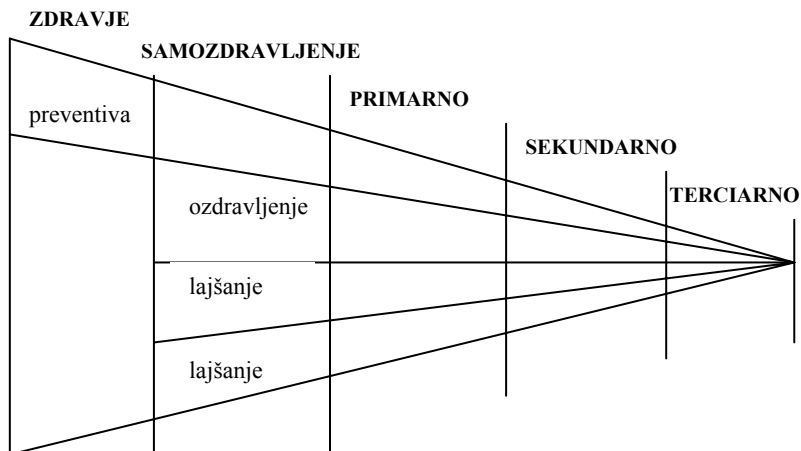 ZDRAVJE
SAMOZDRAVLJENJE
PRIMARNO
SEKUNDARNO
TERCIARNO
preventiva
ozdravljenje
lajšanje
lajšanje